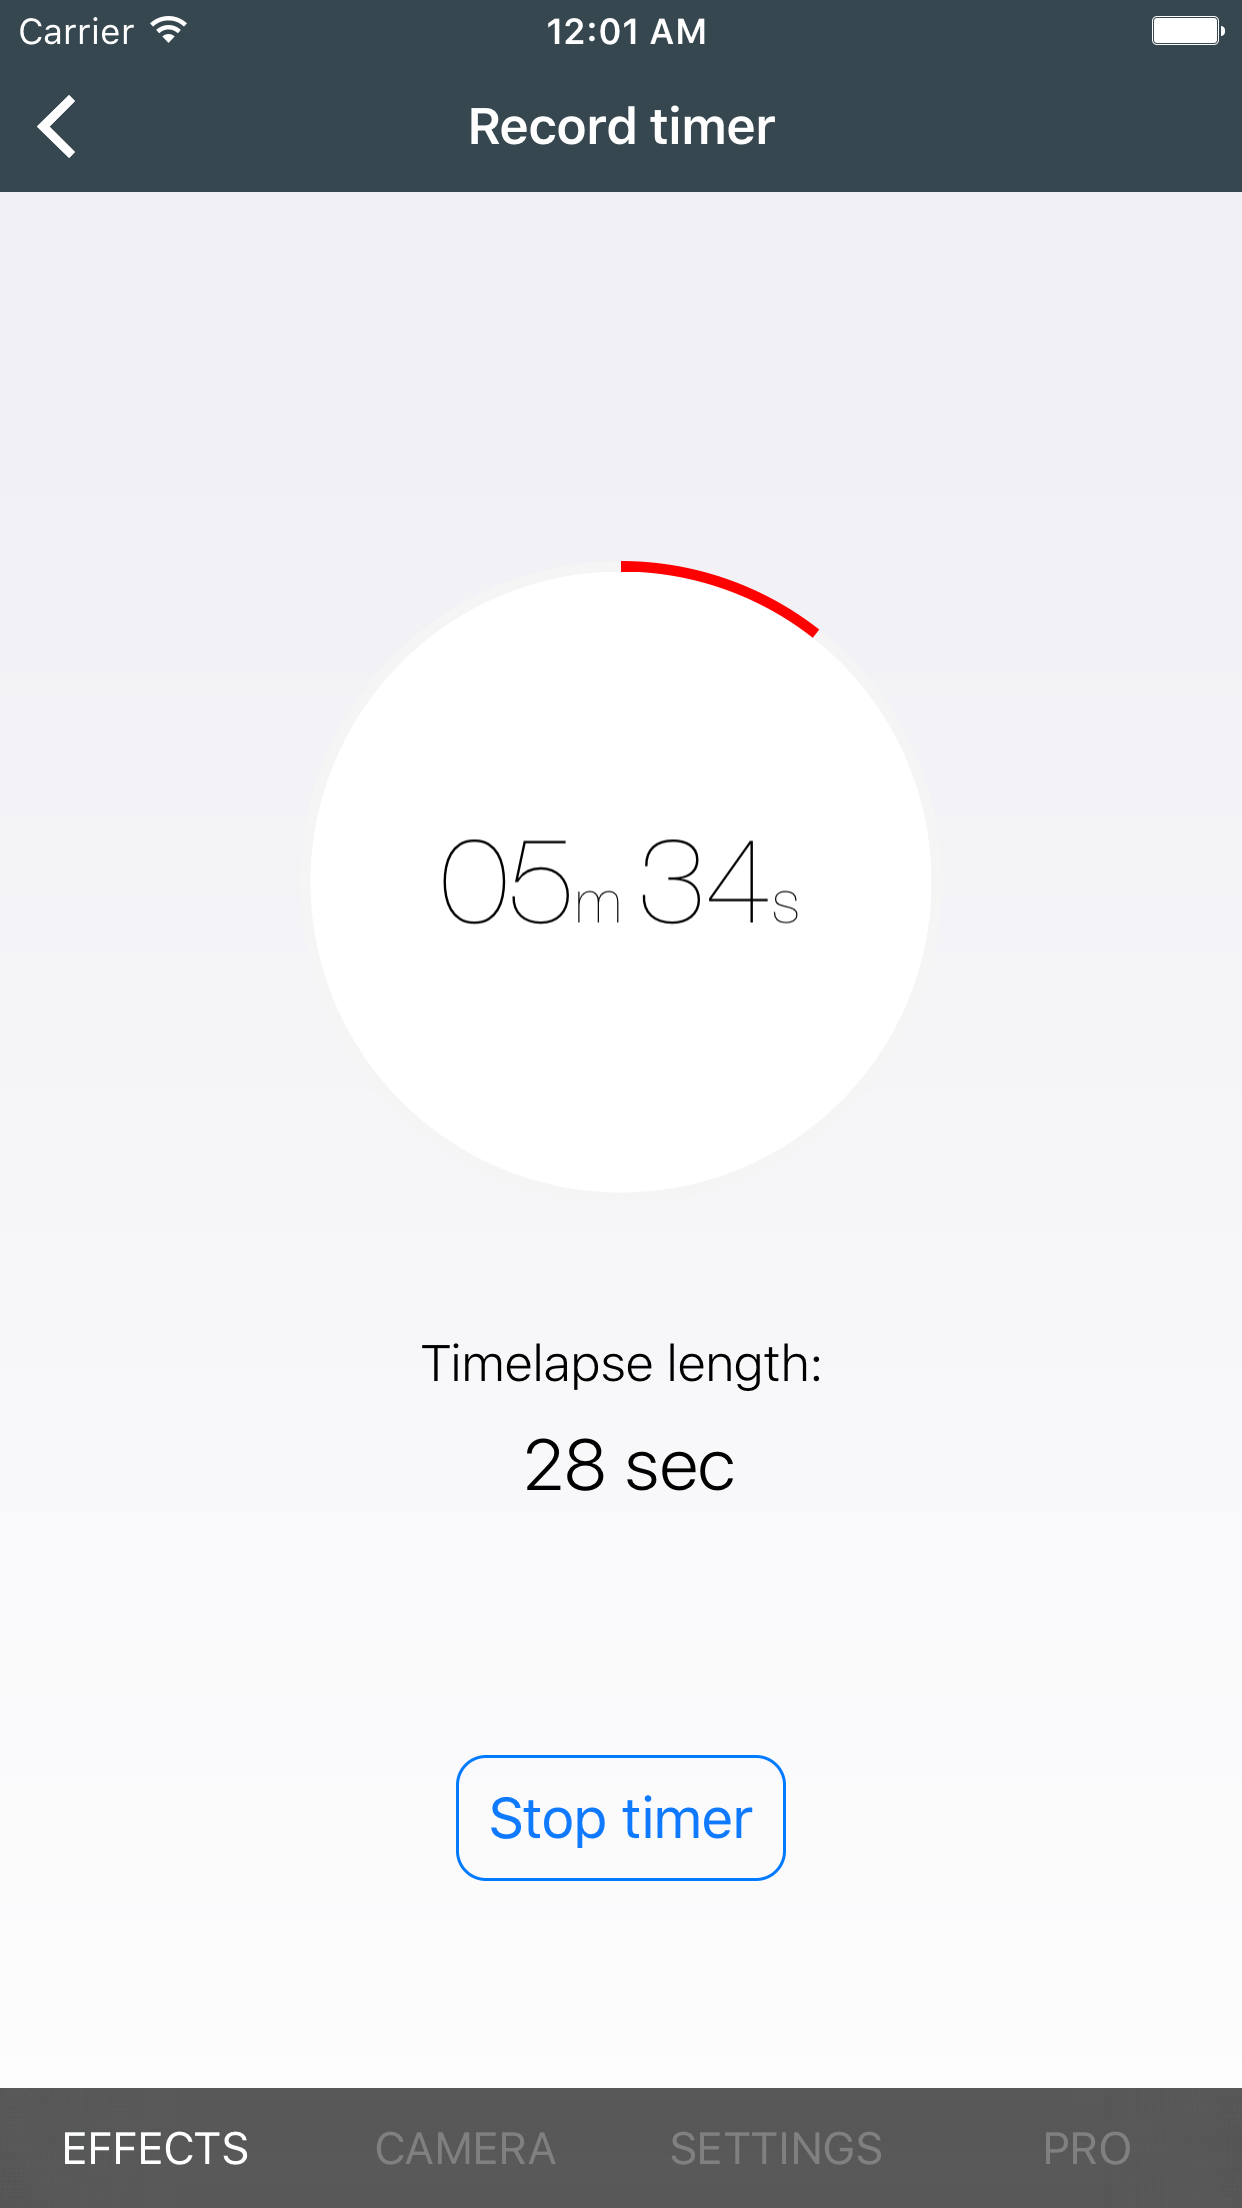 Carrier 12:01 AM
Record timer
05m 34s
Timelapse length:
28 sec
Stop timer
EFFECTS CAMERA SETTINGS PRO